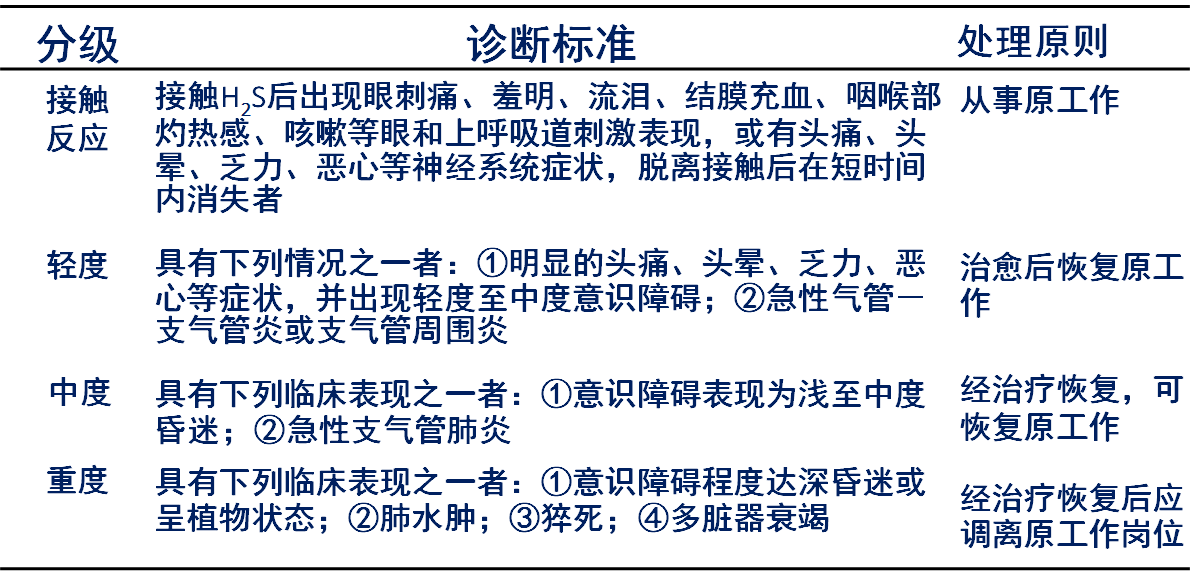 分级 诊断标准 处理原则
接触反应
接触H₂S后出现眼刺痛、羞明、流泪、结膜充血、咽喉部
灼热感、咳嗽等眼和上呼吸道刺激表现，或有头痛、头
晕、乏力、恶心等神经系统症状，脱离接触后在短时间
内消失者
从事原工作
轻度
具有下列情况之一者：①明显的头痛、头晕、乏力、恶
心等症状，并出现轻度至中度意识障碍；②急性气管—
支气管炎或支气管周围炎
治愈后恢复原工
作
中度
具有下列临床表现之一者：①意识障碍表现为浅至中度
昏迷；②急性支气管肺炎
经治疗恢复，可
恢复原工作
重度
具有下列临床表现之一者：①意识障碍程度达深昏迷或
呈植物状态；②肺水肿；③猝死；④多脏器衰竭
经治疗恢复后应
调离原工作岗位